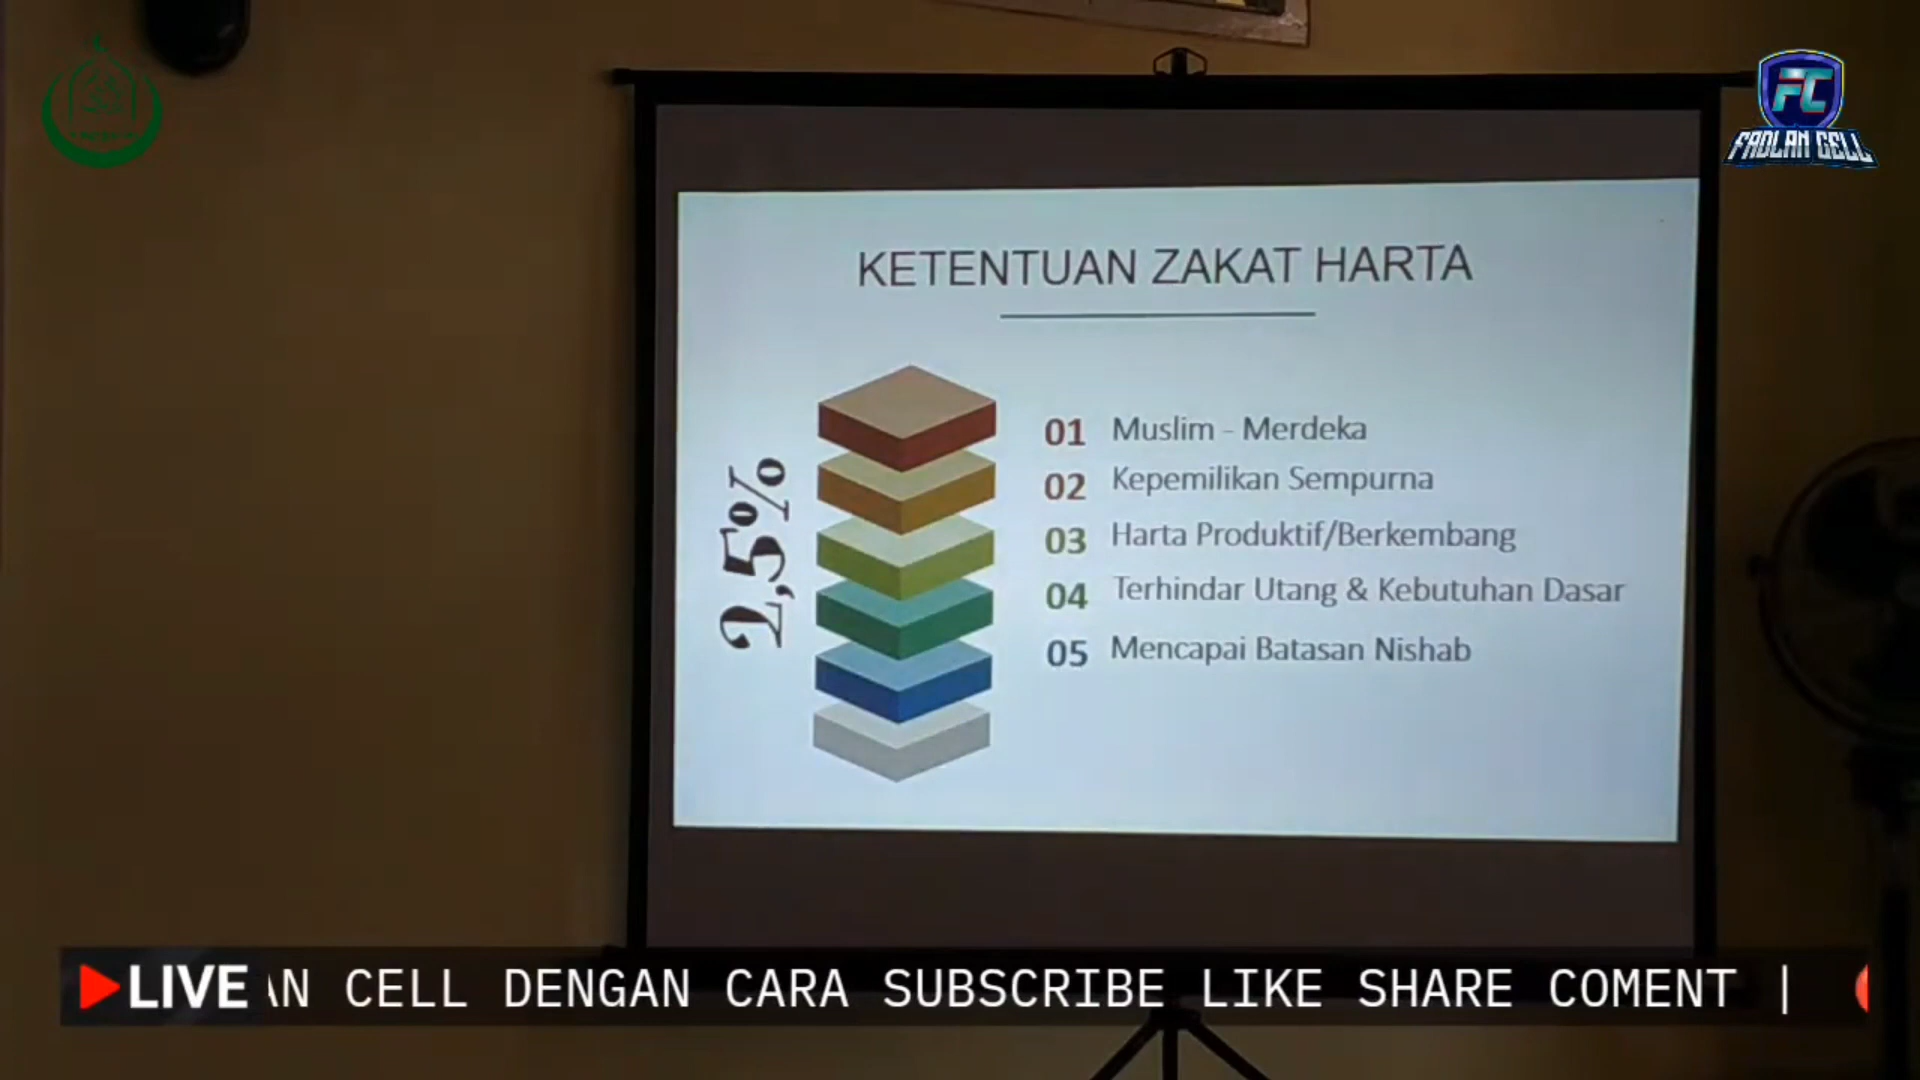 FC
FADLAN CELL
KETENTUAN ZAKAT HARTA
2,5%
01 Muslim - Merdeka
02 Kepemilikan Sempurna
03 Harta Produktif/Berkembang
04 Terhindar Utang & Kebutuhan Dasar
05 Mencapai Batasan Nishab
LIVE AN CELL DENGAN CARA SUBSCRIBE LIKE SHARE COMENT |